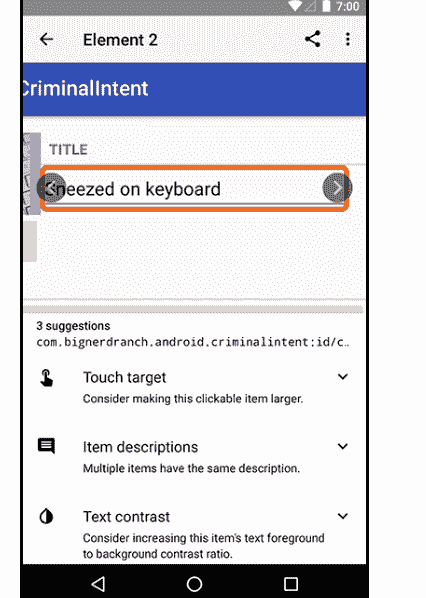 7:00
Element 2
CriminalIntent
TITLE
Sneezed on keyboard
3 suggestions
com.bignerdranch.android.criminalintent:id/c..
Touch target
Consider making this clickable item larger.
Item descriptions
Multiple items have the same description.
Text contrast
Consider increasing this item's text foreground
to background contrast ratio.